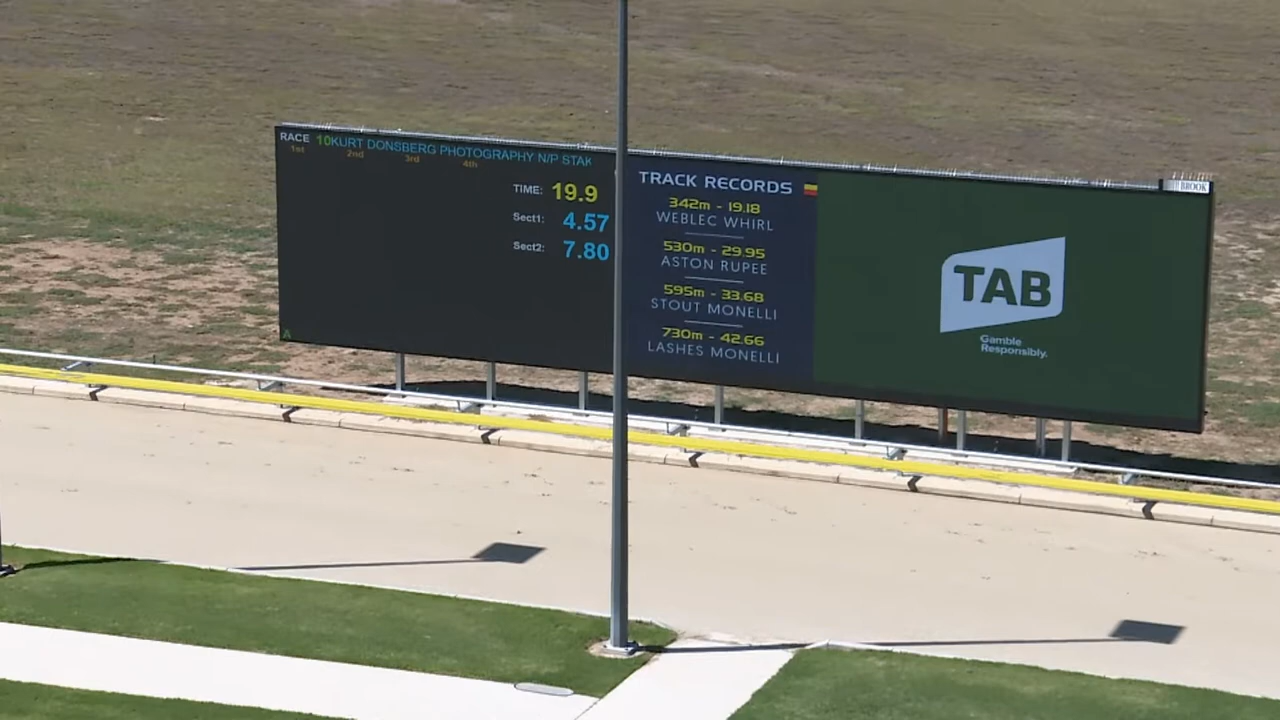 RACE 10KURT DONSBERG PHOTOGRAPHY N/P STAK
1st 2nd 3rd 4th
TIME: 19.9
Sect1: 4.57
Sect2: 7.80
A
TRACK RECORDS
342m - 19.18
WEBLEC WHIRL
530m - 29.95
ASTON RUPEE
595m - 33.68
STOUT MONELLI
730m - 42.66
LASHES MONELLI
TAB
Gamble
Responsibly.
BROOK